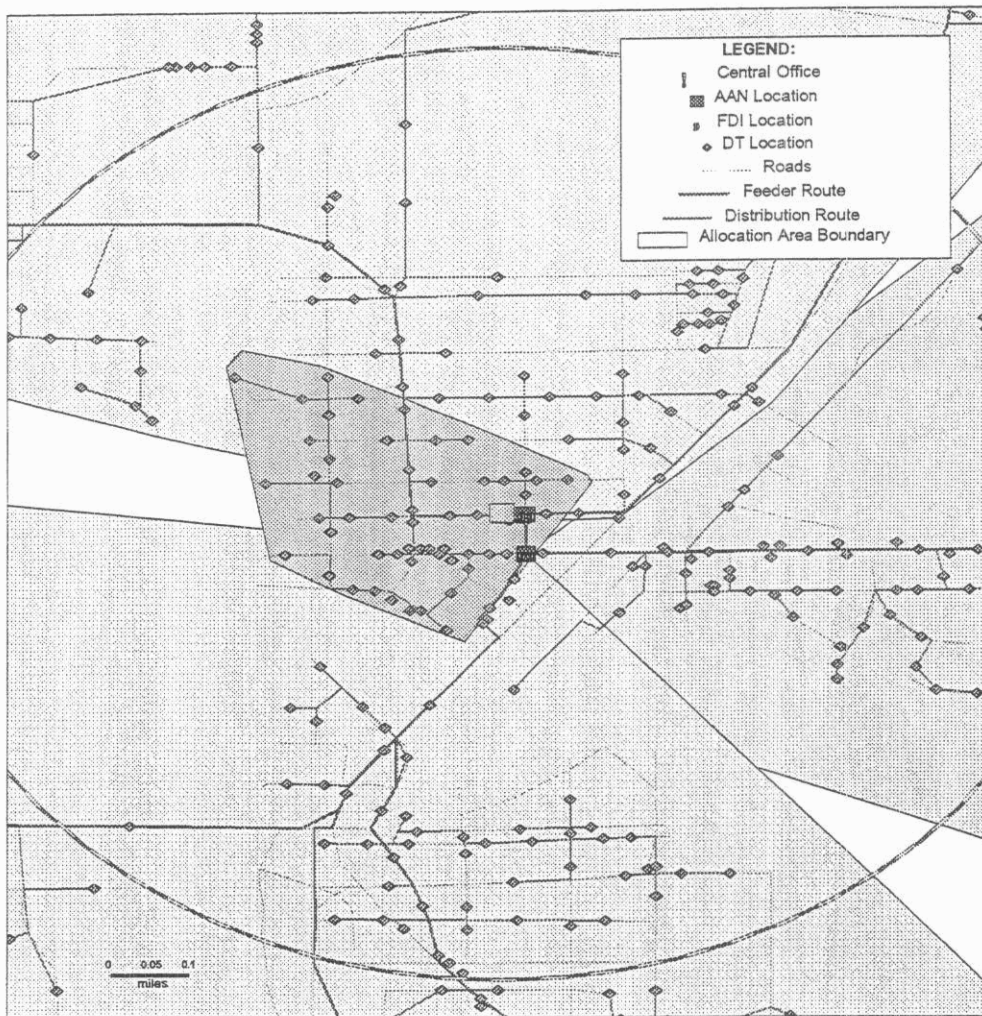 LEGEND:
Central Office
AAN Location
FDI Location
DT Location
Roads
Feeder Route
Distribution Route
Allocation Area Boundary
0 0.05 0.1
miles